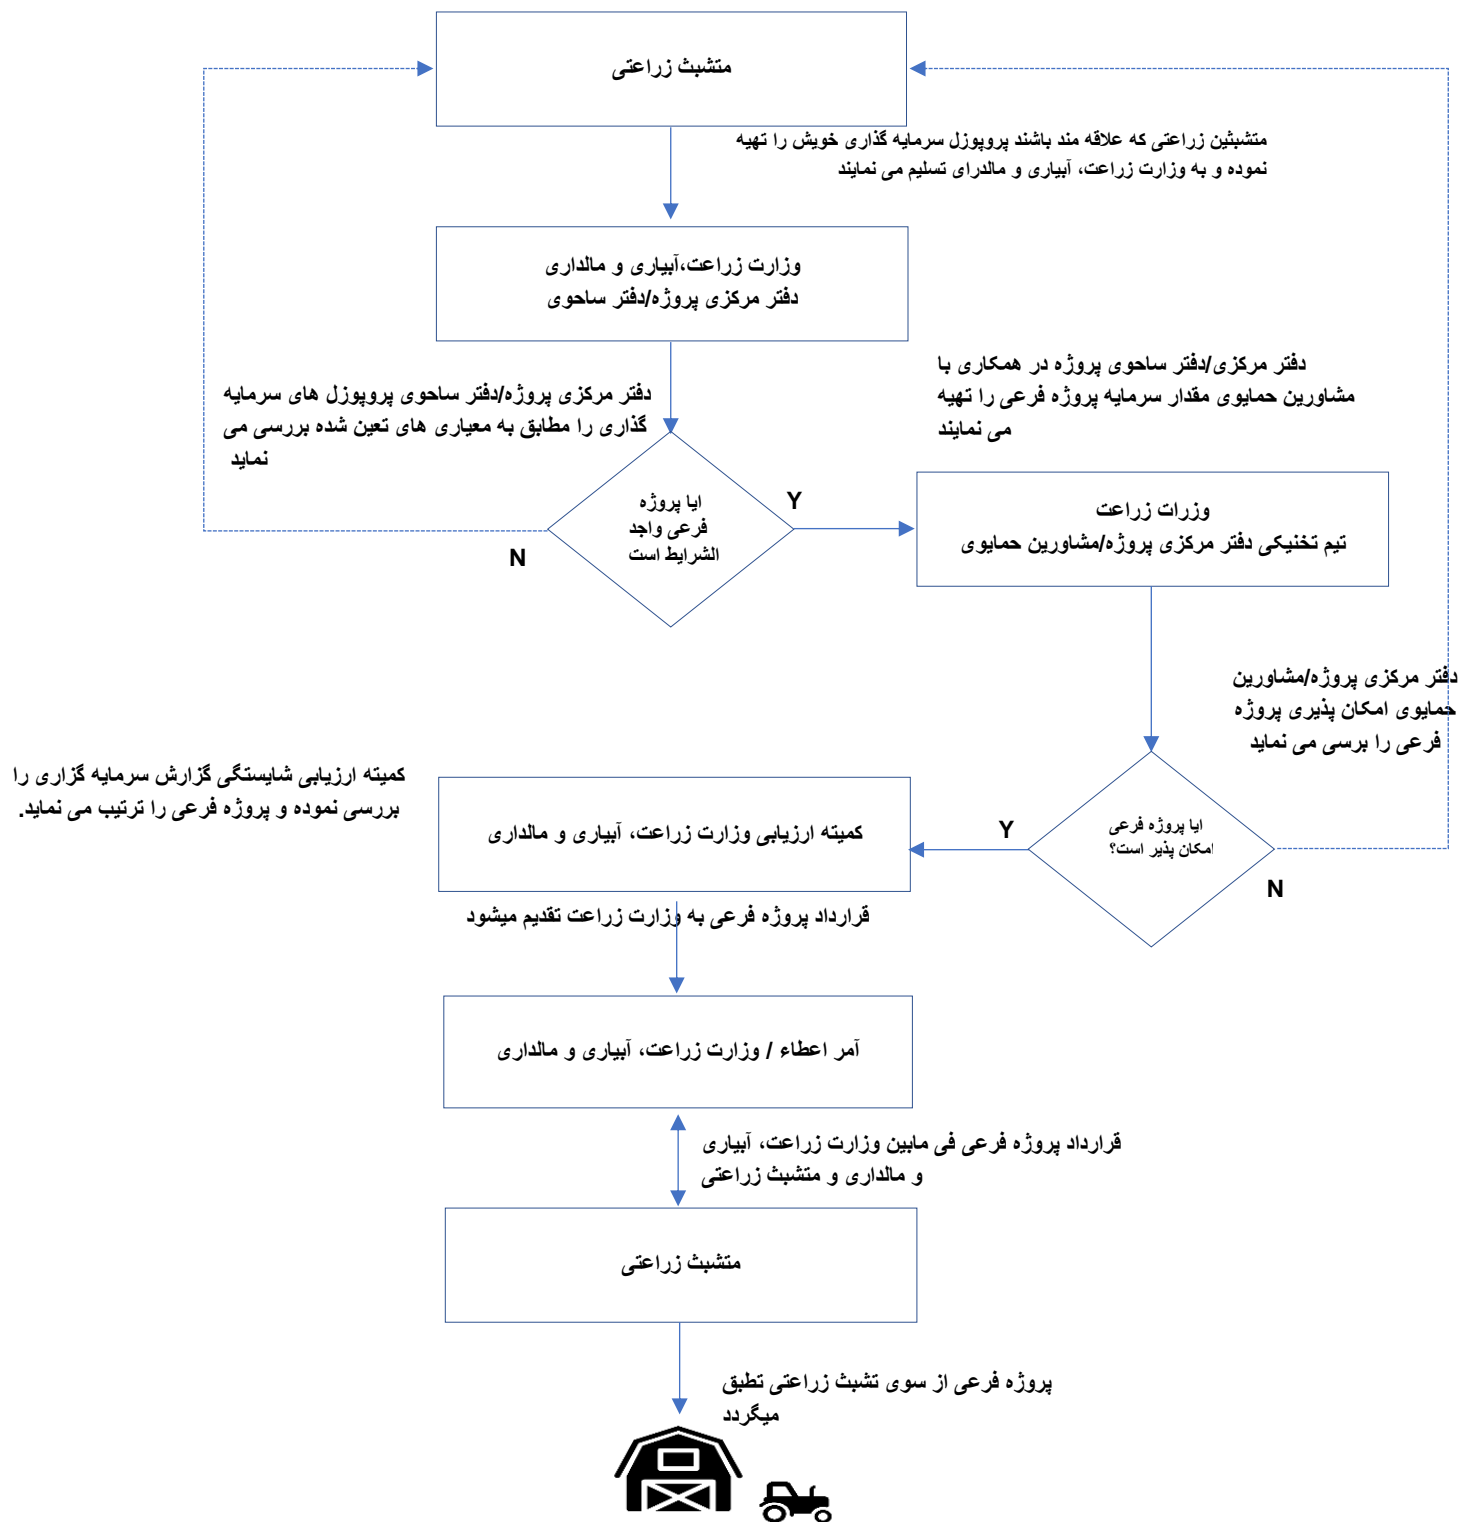 متشبث زراعتی
متشبثین زراعتی که علاقه مند باشند پروپوزل سرمایه گذاری خویش را تهیه
نموده و به وزارت زراعت، آبیاری و مالدرای تسلیم می نمایند
وزارت زراعت،آبیاری و مالداری
دفتر مرکزی پروژه/دفتر ساحوی
دفتر مرکزی پروژه/دفتر ساحوی پروپوزل های سرمایه
گذاری را مطابق به معیاری های تعین شده بررسی می
نماید
دفتر مرکزی/دفتر ساحوی پروژه در همکاری با
مشاورین حمایوی مقدار سرمایه پروژه فرعی را تهیه
می نمایند
ایا پروژه
فرعی واجد
الشرایط است
Y
N
وزرات زراعت
تیم تخنیکی دفتر مرکزی پروژه/مشاورین حمایوی
دفتر مرکزی پروژه/مشاورین
حمایوی امکان پذیری پروژه
فرعی را برسی می نماید
ایا پروژه فرعی
امکان پذیر است؟
Y
N
کمیته ارزیابی شایستگی گزارش سرمایه گزاری را
بررسی نموده و پروژه فرعی را ترتیب می نماید.
کمیته ارزیابی وزارت زراعت، آبیاری و مالداری
قرارداد پروژه فرعی به وزارت زراعت تقدیم میشود
آمر اعطاء / وزارت زراعت، آبیاری و مالداری
قرارداد پروژه فرعی فی مابین وزارت زراعت، آبیاری
و مالداری و متشبث زراعتی
متشبث زراعتی
پروژه فرعی از سوی تشبث زراعتی تطبق
میگردد